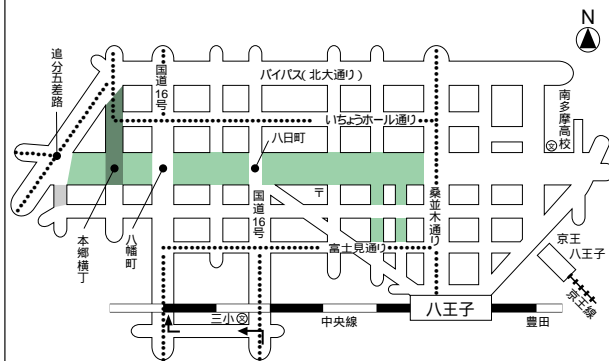 N
追分五差路
国道16号
バイパス(北大通り)
南多摩高校
文
いちょうホール通り
八日町
〒
桑並木通り
本郷横丁
八幡町
国道16号
富士見通り
京王八王子
京王線
三小文
中央線
八王子
豊田